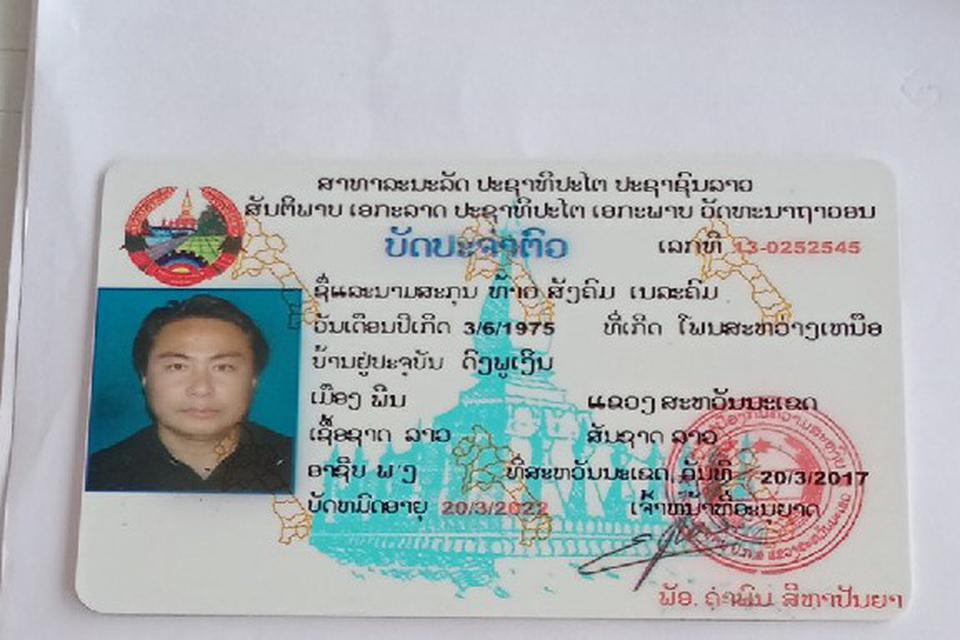 ສາທາລະນະລັດ ປະຊາທິປະໄຕ ປະຊາຊົນລາວ
ສັນຕິພາບ ເອກະລາດ ປະຊາທິປະໄຕ ເອກະພາບ ວັດທະນາຖາວອນ
ບັດປະຈຳຕົວ ເລກທີ 13-0252545
ຊື່ແລະນາມສະກຸນ ທ້າວ ສັງຄົມ ເນລະຄົມ
ວັນເດືອນປີເກີດ 3/6/1975 ທີ່ເກີດ ໂພນສະຫວ່າງເໜືອ
ບ້ານຢູ່ປະຈຸບັນ ດົງພູເງິນ
ເມືອງ ພີນ ແຂວງ ສະຫວັນນະເຂດ
ເຊື້ອຊາດ ລາວ ສັນຊາດ ລາວ
ອາຊີບ ທີ່ສະຫວັນນະເຂດ, ວັນທີ 20/3/2017
ບັດຫມົດອາຍຸ 20/3/2022 ເຈົ້າຫນ້າທີ່ອະນຸຍາດ
ພັອ. ຄຳພົນ ສີຫາປັນຍາ